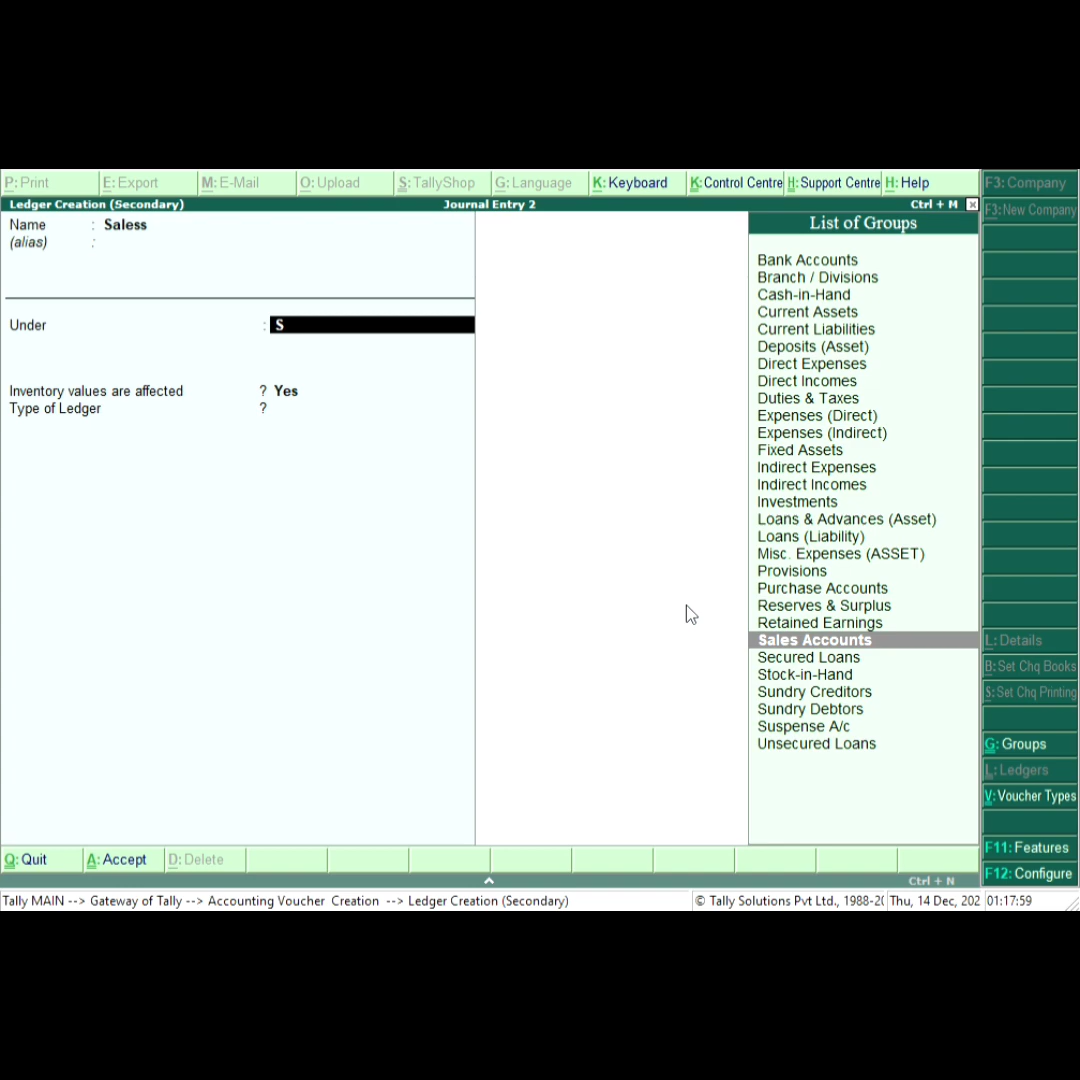 P: Print E: Export M: E-Mail O: Upload S: TallyShop G: Language K: Keyboard K: Control Centre H: Support Centre H: Help F3: Company
Ledger Creation (Secondary) Journal Entry 2 Ctrl + M x
F3: New Company
Name : Saless
(alias) :
Under : S
Inventory values are affected ? Yes
Type of Ledger ?
List of Groups
Bank Accounts
Branch / Divisions
Cash-in-Hand
Current Assets
Current Liabilities
Deposits (Asset)
Direct Expenses
Direct Incomes
Duties & Taxes
Expenses (Direct)
Expenses (Indirect)
Fixed Assets
Indirect Expenses
Indirect Incomes
Investments
Loans & Advances (Asset)
Loans (Liability)
Misc. Expenses (ASSET)
Provisions
Purchase Accounts
Reserves & Surplus
Retained Earnings
Sales Accounts
Secured Loans
Stock-in-Hand
Sundry Creditors
Sundry Debtors
Suspense A/c
Unsecured Loans
L: Details
B: Set Chq Books
S: Set Chq Printing
G: Groups
L: Ledgers
V: Voucher Types
F11: Features
F12: Configure
Q: Quit A: Accept D: Delete
Ctrl + N
Tally MAIN --> Gateway of Tally --> Accounting Voucher Creation --> Ledger Creation (Secondary) © Tally Solutions Pvt Ltd., 1988-20 Thu, 14 Dec, 202 01:17:59